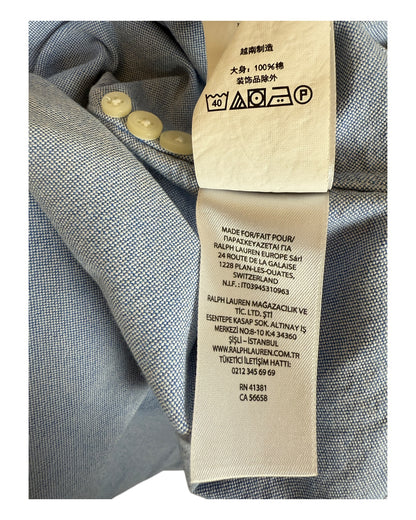 越南制造
大身：100%棉
装饰品除外
40
P
MADE FOR/FAIT POUR/
ΠΑΡΑΣΚΕΥΑΖΕΤΑΙ ΓΙΑ
RALPH LAUREN EUROPE Sàrl
24 ROUTE DE LA GALAISE
1228 PLAN-LES-OUATES,
SWITZERLAND
N.I.F. : IT03945310963
RALPH LAUREN MAĞAZACILIK VE
TİC. LTD. ŞTİ
ESENTEPE KASAP SOK. ALTINAY İŞ
MERKEZİ NO:8-10 K:4 34360
ŞİŞLİ – İSTANBUL
WWW.RALPHLAUREN.COM.TR
TÜKETİCİ İLETİŞİM HATTI:
0212 345 69 69
RN 41381
CA 56658